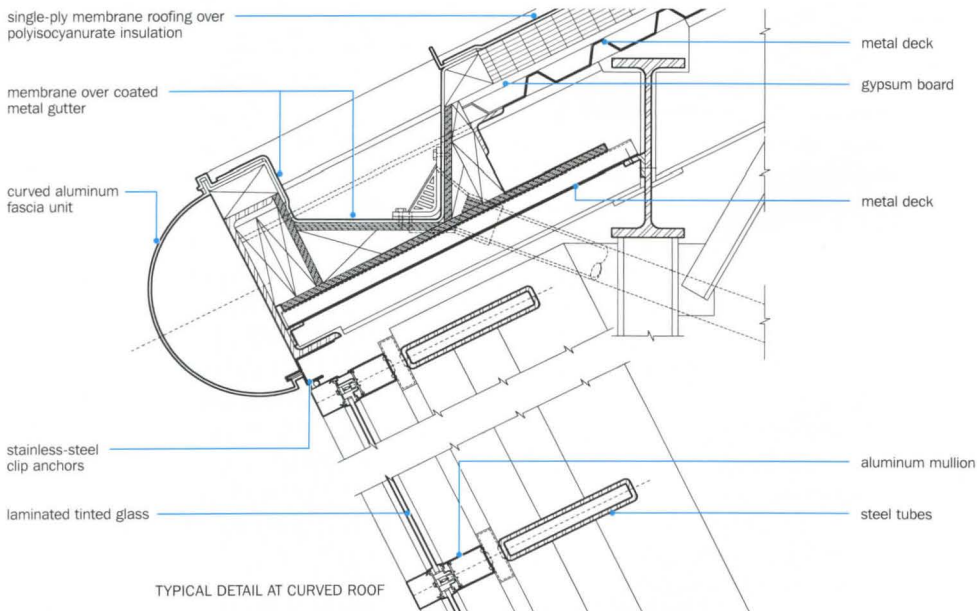 single-ply membrane roofing over
polyisocyanurate insulation
membrane over coated
metal gutter
curved aluminum
fascia unit
stainless-steel
clip anchors
laminated tinted glass
metal deck
gypsum board
metal deck
aluminum mullion
steel tubes
TYPICAL DETAIL AT CURVED ROOF